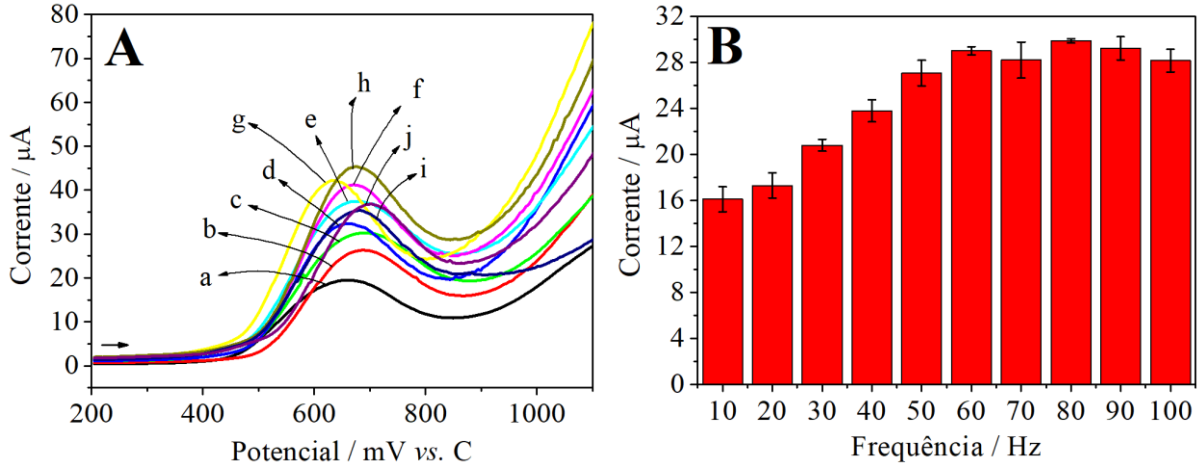 A
80
70
60
50
40
30
20
10
0
Corrente / µA
200
400
600
800
1000
Potencial / mV vs. C
a
b
c
d
g
e
h
f
j
i
B
32
28
24
20
16
12
8
4
0
Corrente / µA
10 20 30 40 50 60 70 80 90 100
Frequência / Hz